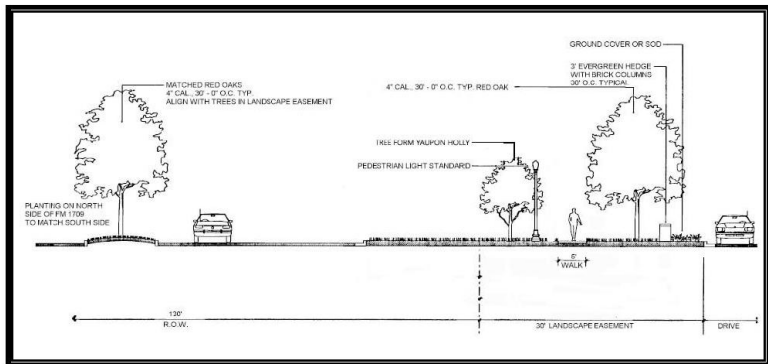 GROUND COVER OR SOD
3' EVERGREEN HEDGE
WITH BRICK COLUMNS
30' O.C. TYPICAL
MATCHED RED OAKS
4" CAL., 30' - 0" O.C. TYP.
ALIGN WITH TREES IN LANDSCAPE EASEMENT
4" CAL., 30' - 0" O.C. TYP. RED OAK
TREE FORM YAUPON HOLLY
PEDESTRIAN LIGHT STANDARD
PLANTING ON NORTH
SIDE OF FM 1709
TO MATCH SOUTH SIDE
WALK
130'
R.O.W.
30' LANDSCAPE EASEMENT
DRIVE